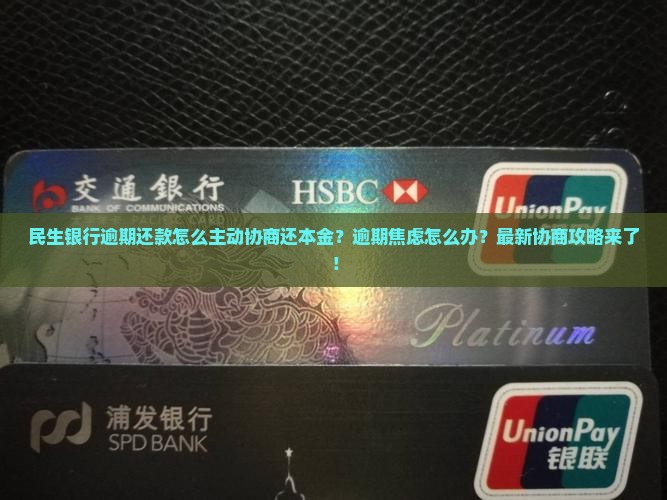 交通銀行
BANK OF COMMUNICATIONS
HSBC
UnionPay
民生银行逾期还款怎么主动协商还本金？逾期焦虑怎么办？最新协商攻略来了
！
Platinum
浦发银行
SPD BANK
UnionPay
银联